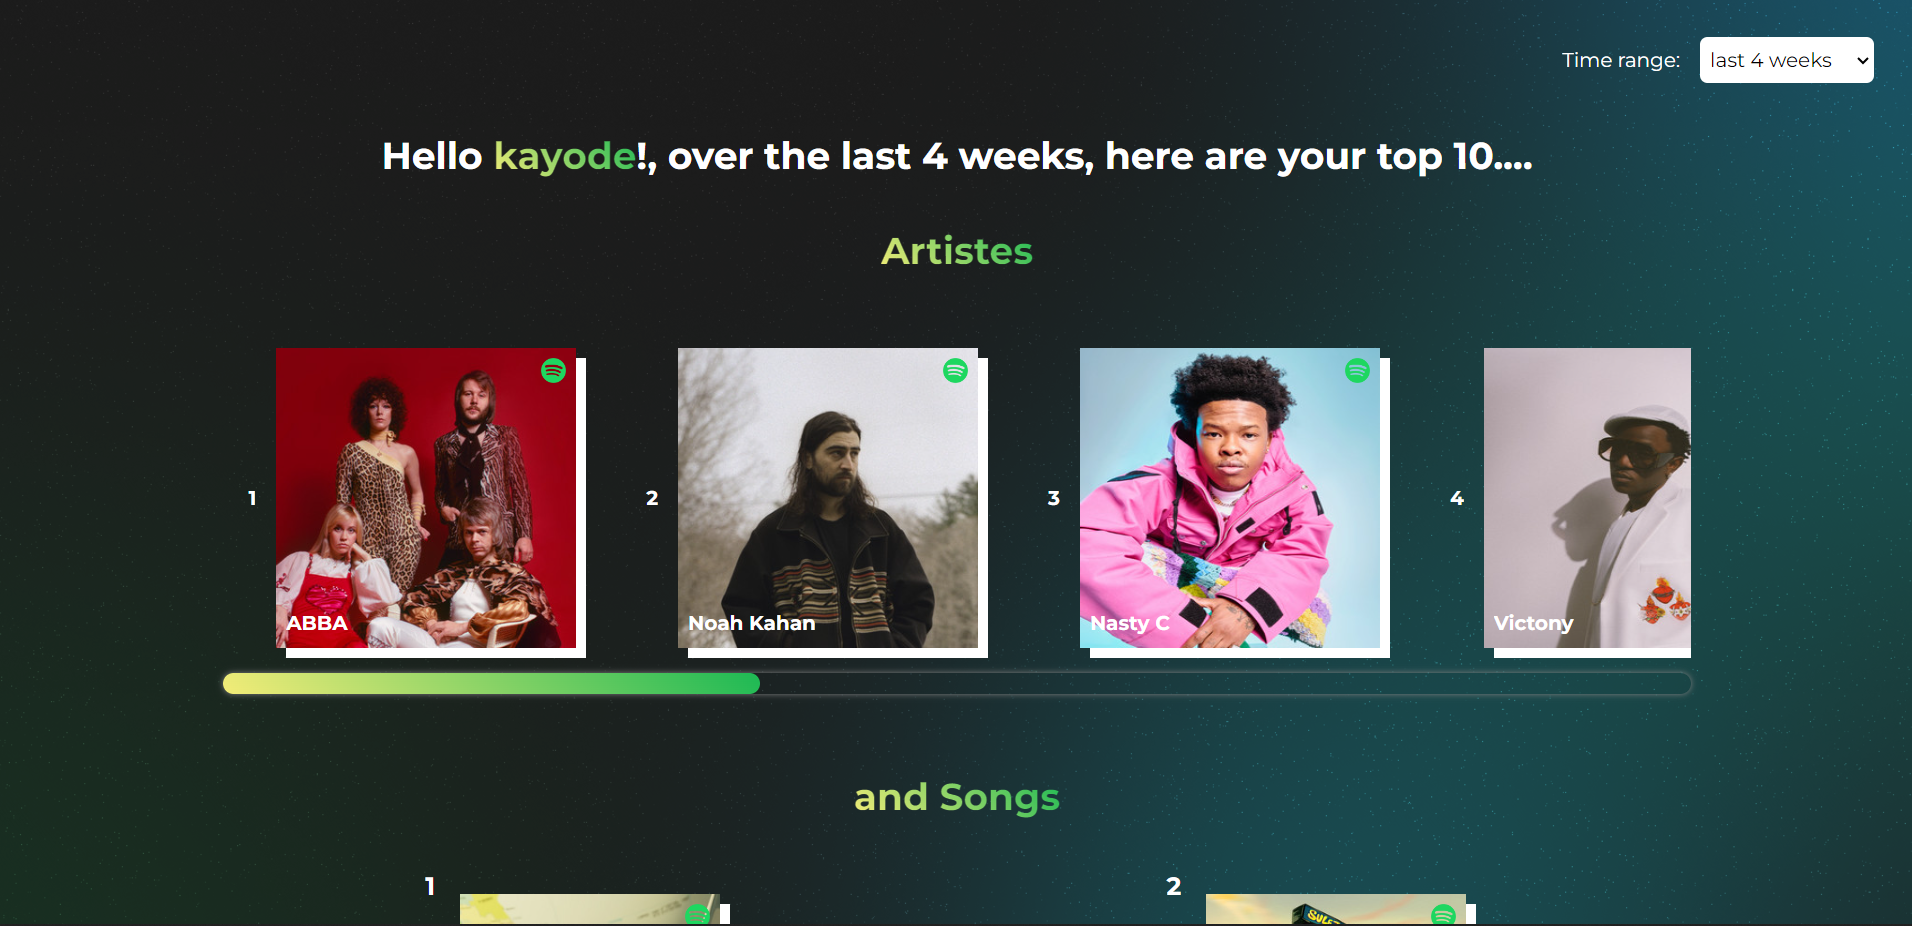 Time range: last 4 weeks
Hello kayode!, over the last 4 weeks, here are your top 10....
Artistes
1
ABBA
2
Noah Kahan
3
Nasty C
4
Victony
and Songs
1
2